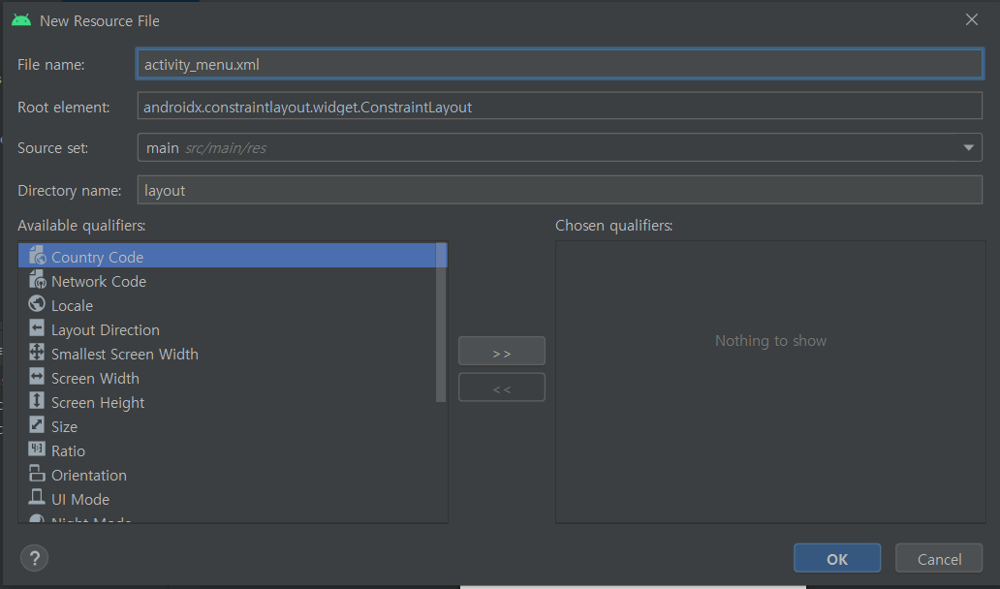 New Resource File
File name: activity_menu.xml
Root element: androidx.constraintlayout.widget.ConstraintLayout
Source set: main src/main/res
Directory name: layout
Available qualifiers:
Chosen qualifiers:
Country Code
Network Code
Locale
Layout Direction
Smallest Screen Width
Screen Width
Screen Height
Size
Ratio
Orientation
UI Mode
Night Mode
>>
<<
Nothing to show
?
OK
Cancel